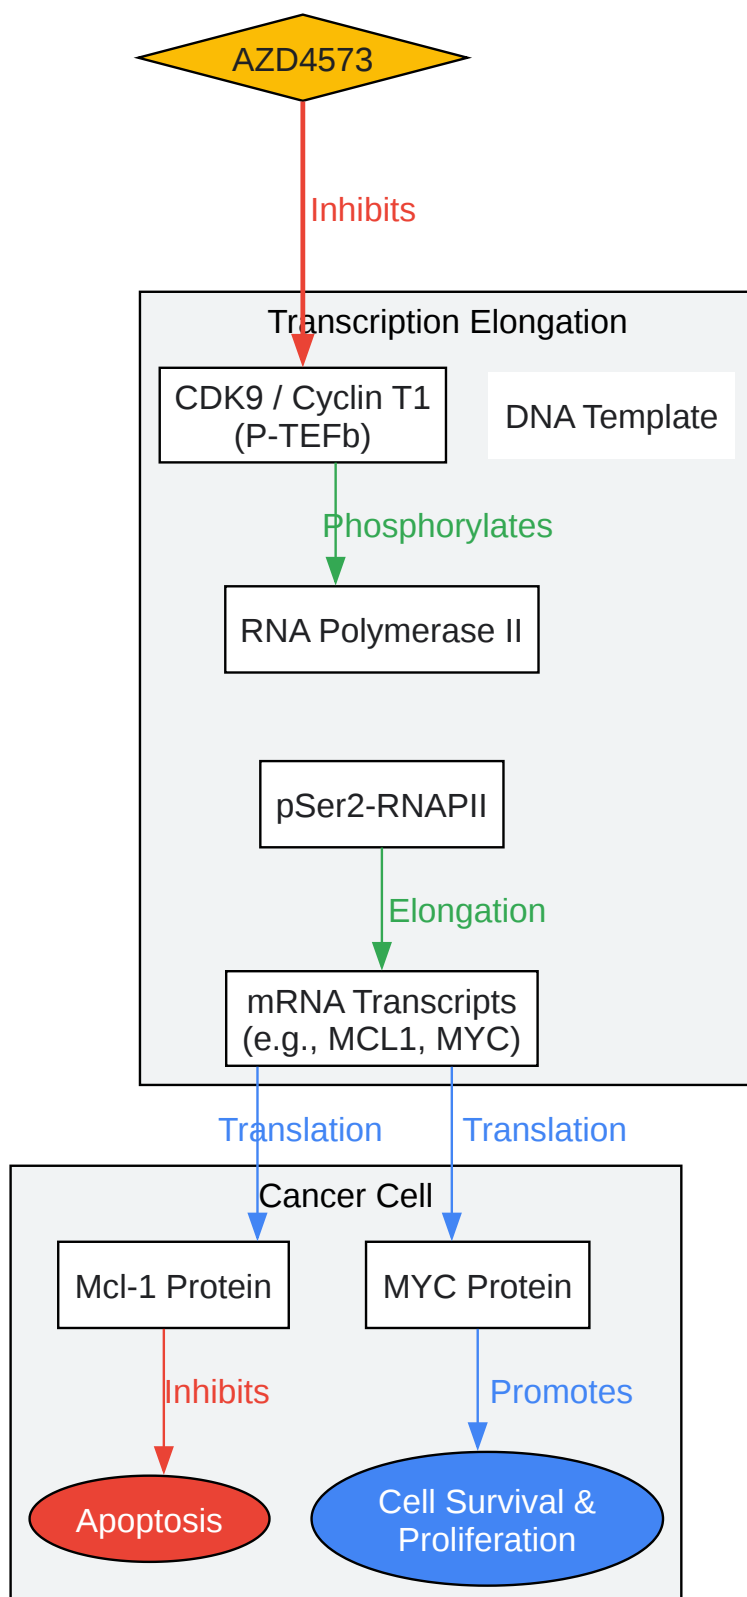 AZD4573
Inhibits
Transcription Elongation
CDK9 / Cyclin T1
(P-TEFb)
DNA Template
Phosphorylates
RNA Polymerase II
pSer2-RNAPII
Elongation
mRNA Transcripts
(e.g., MCL1, MYC)
Translation
Translation
Cancer Cell
Mcl-1 Protein
MYC Protein
Inhibits
Promotes
Apoptosis
Cell Survival &
Proliferation